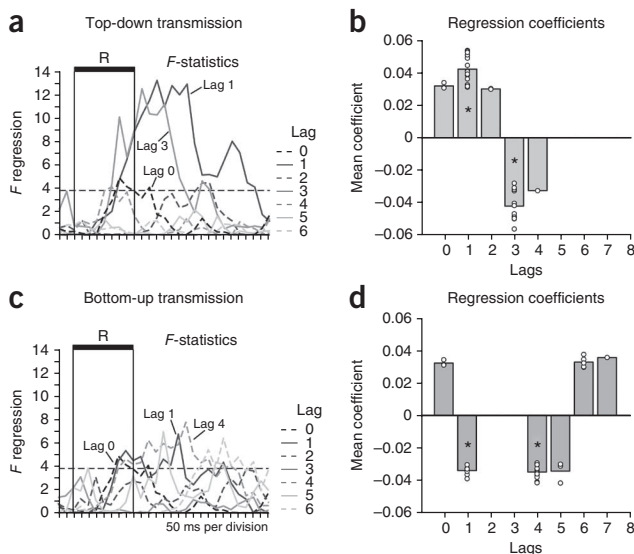 a
Top-down transmission
R
F-statistics
14
12
10
8
6
4
2
0
F regression
Lag 1
Lag 3
Lag 0
Lag
0
1
2
3
4
5
6
b
Regression coefficients
0.06
0.04
0.02
0
−0.02
−0.04
−0.06
Mean coefficient
*
*
0 1 2 3 4 5 6 7 8
Lags
c
Bottom-up transmission
R
F-statistics
14
12
10
8
6
4
2
0
F regression
Lag 0
Lag 1
Lag 4
Lag
0
1
2
3
4
5
6
50 ms per division
d
Regression coefficients
0.06
0.04
0.02
0
−0.02
−0.04
−0.06
Mean coefficient
*
*
0 1 2 3 4 5 6 7 8
Lags